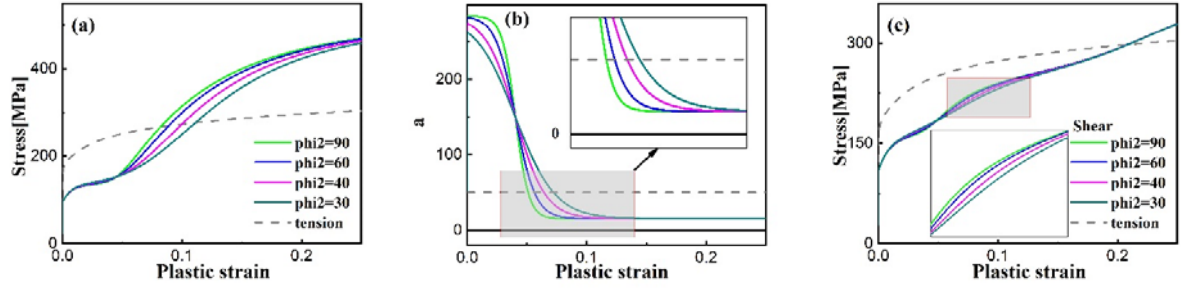 (a)
Stress[MPa]
400
200
0
phi2=90
phi2=60
phi2=40
phi2=30
tension
0.0
0.1
0.2
Plastic strain
(b)
a
200
100
0
0
0.0
0.1
0.2
Plastic strain
(c)
Stress[MPa]
300
150
0
Shear
phi2=90
phi2=60
phi2=40
phi2=30
tension
0.0
0.1
0.2
Plastic strain